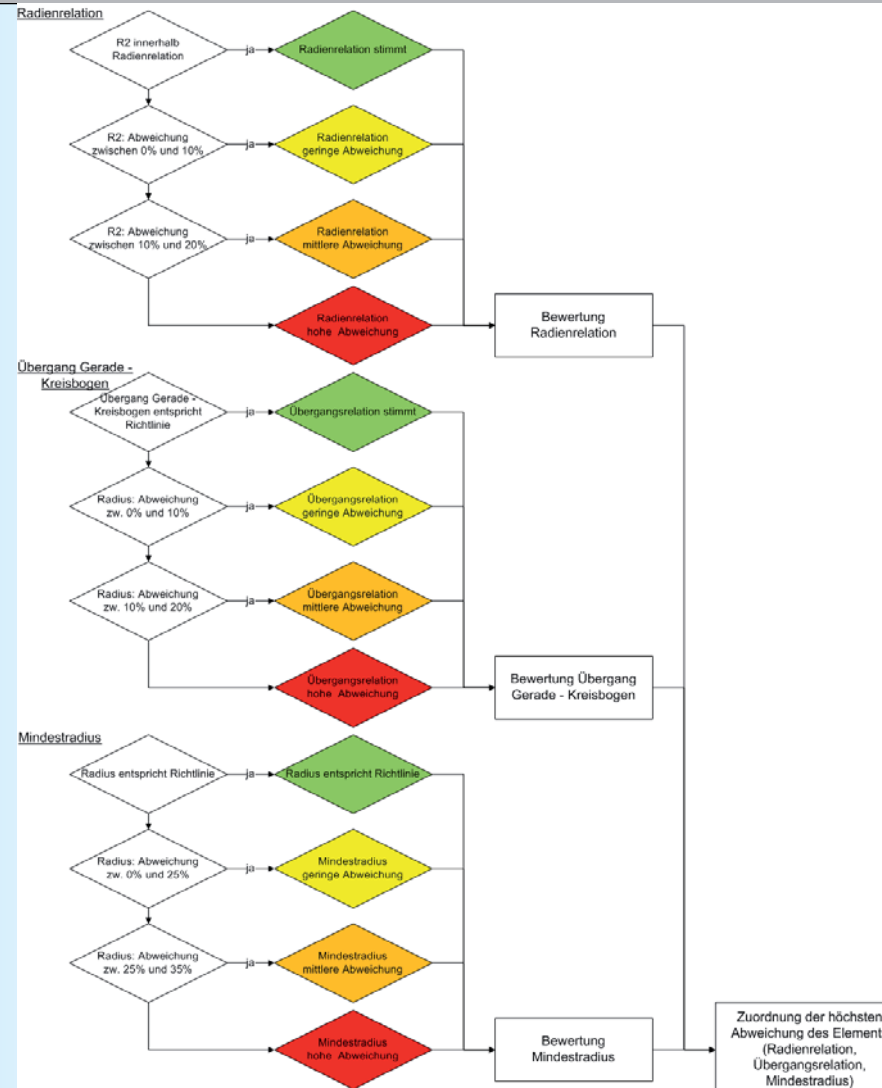 Radienrelation
R2 innerhalb
Radienrelation
ja
Radienrelation stimmt
R2: Abweichung
zwischen 0% und 10%
ja
Radienrelation
geringe Abweichung
R2: Abweichung
zwischen 10% und 20%
ja
Radienrelation
mittlere Abweichung
Radienrelation
hohe Abweichung
Bewertung
Radienrelation
Übergang Gerade -
Kreisbogen
Übergang Gerade -
Kreisbogen entspricht
Richtlinie
ja
Übergangsrelation stimmt
Radius: Abweichung
zw. 0% und 10%
ja
Übergangsrelation
geringe Abweichung
Radius: Abweichung
zw. 10% und 20%
ja
Übergangsrelation
mittlere Abweichung
Übergangsrelation
hohe Abweichung
Bewertung Übergang
Gerade - Kreisbogen
Mindestradius
Radius entspricht Richtlinie
ja
Radius entspricht Richtlinie
Radius: Abweichung
zw. 0% und 25%
ja
Mindestradius
geringe Abweichung
Radius: Abweichung
zw. 25% und 35%
ja
Mindestradius
mittlere Abweichung
Mindestradius
hohe Abweichung
Bewertung
Mindestradius
Zuordnung der höchsten
Abweichung des Element
(Radienrelation,
Übergangsrelation,
Mindestradius)